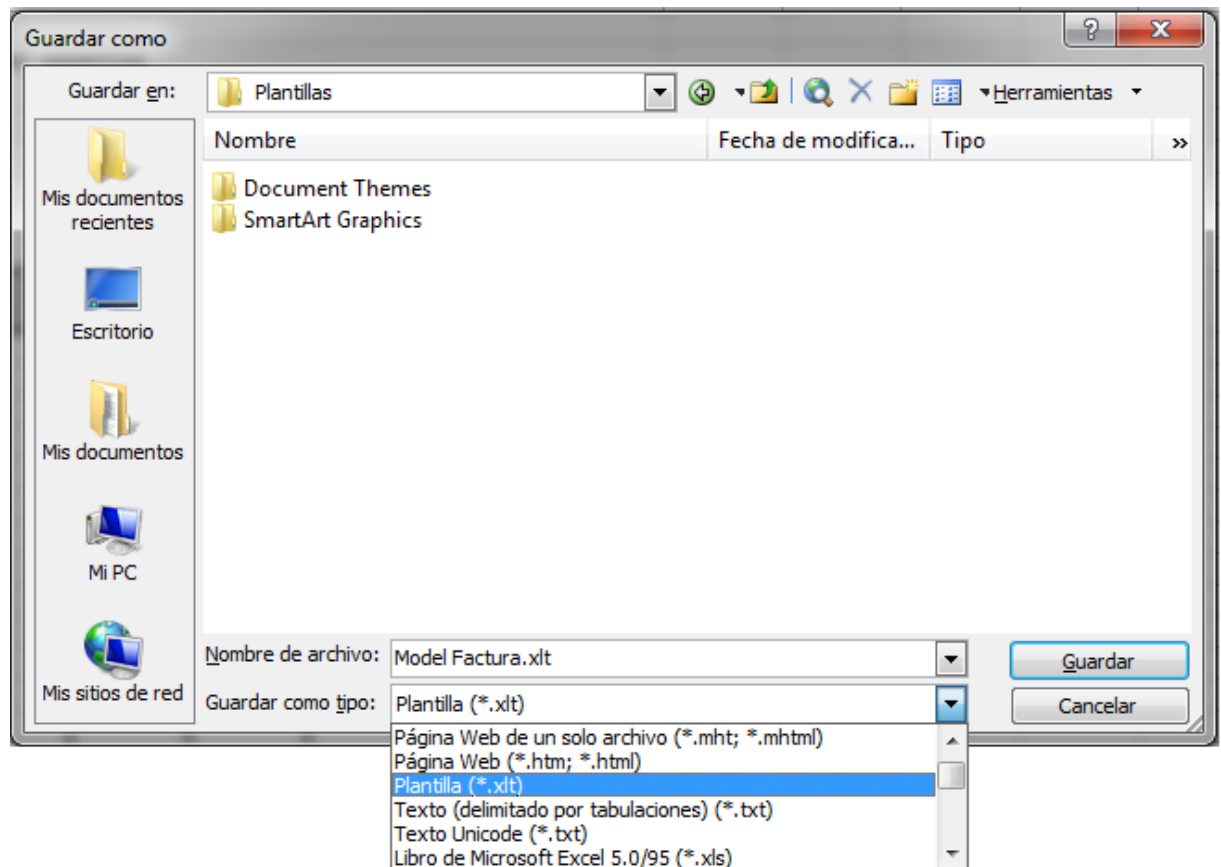 Guardar como
Guardar en:
Plantillas
Herramientas
Nombre
Fecha de modifica...
Tipo
»
Document Themes
SmartArt Graphics
Mis documentos
recientes
Escritorio
Mis documentos
Mi PC
Mis sitios de red
Nombre de archivo:
Model Factura.xlt
Guardar
Guardar como tipo:
Plantilla (*.xlt)
Cancelar
Página Web de un solo archivo (*.mht; *.mhtml)
Página Web (*.htm; *.html)
Plantilla (*.xlt)
Texto (delimitado por tabulaciones) (*.txt)
Texto Unicode (*.txt)
Libro de Microsoft Excel 5.0/95 (*.xls)